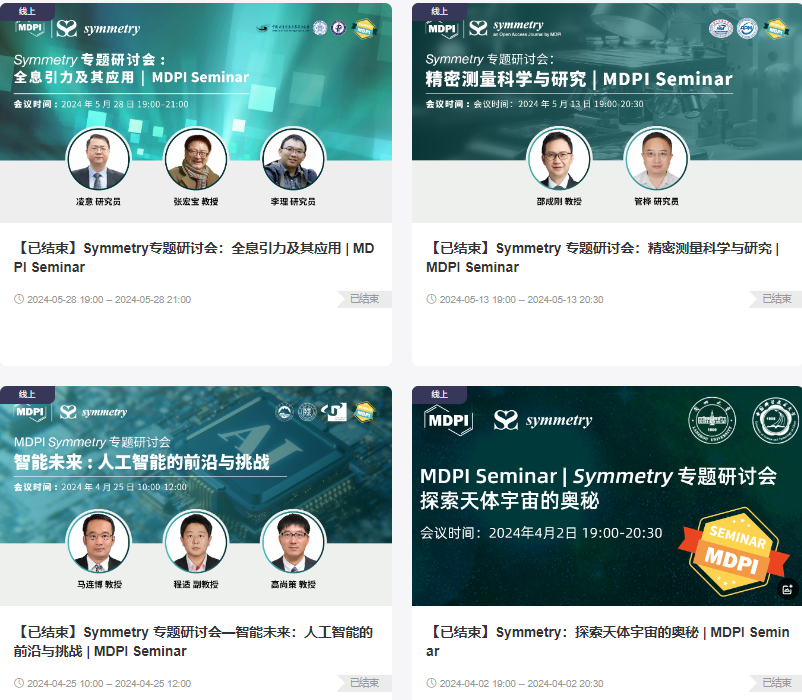 线上
MDPI symmetry
MDPI
Symmetry 专题研讨会：
全息引力及其应用 | MDPI Seminar
会议时间：2024 年 5 月 28 日 19:00-21:00
凌意 研究员
张宏宝 教授
李理 研究员
【已结束】Symmetry专题研讨会：全息引力及其应用 | MD
PI Seminar
2024-05-28 19:00 – 2024-05-28 21:00
已结束
线上
MDPI symmetry
an Open Access Journal by MDPI
MDPI
Symmetry 专题研讨会：
精密测量科学与研究 | MDPI Seminar
会议时间：会议时间：2024 年 5 月 13 日 19:00-20:30
邵成刚 教授
管桦 研究员
【已结束】Symmetry 专题研讨会：精密测量科学与研究 |
MDPI Seminar
2024-05-13 19:00 – 2024-05-13 20:30
已结束
线上
MDPI symmetry
MDPI
MDPI Symmetry 专题研讨会
智能未来：人工智能的前沿与挑战
AI
会议时间：2024 年 4 月 25 日 10:00-12:00
马连博 教授
程适 副教授
高尚策 教授
【已结束】Symmetry 专题研讨会—智能未来：人工智能的
前沿与挑战 | MDPI Seminar
2024-04-25 10:00 – 2024-04-25 12:00
已结束
线上
MDPI symmetry
MDPI Seminar | Symmetry 专题研讨会
探索天体宇宙的奥秘
会议时间：2024年4月2日 19:00-20:30
SEMINAR
MDPI
【已结束】Symmetry：探索天体宇宙的奥秘 | MDPI Semin
ar
2024-04-02 19:00 – 2024-04-02 20:30
已结束